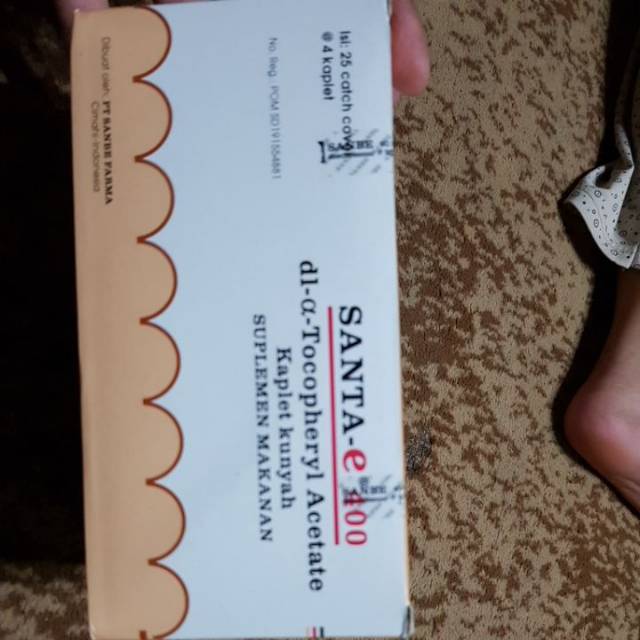 Isi: 25 catch cover
@ 4 kaplet
No. Reg. POM SD191554881
SANTA-e 400
dl-α-Tocopheryl Acetate
Kaplet kunyah
SUPLEMEN MAKANAN
Dibuat oleh: PT SANBE FARMA
Cimahi-Indonesia